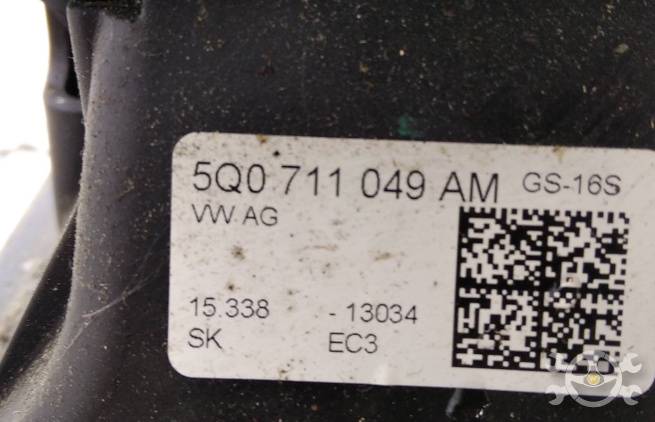 5Q0 711 049 AM GS-16S
VW AG
15.338 - 13034
SK EC3